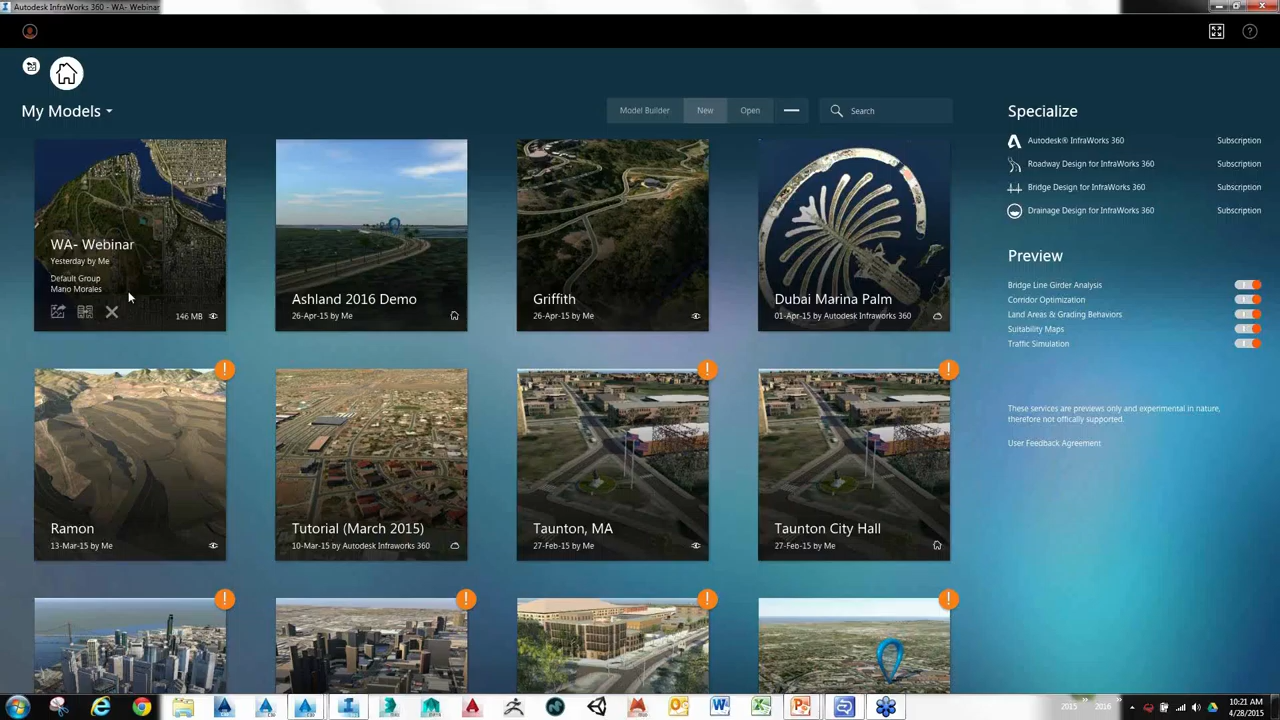 Autodesk InfraWorks 360 - WA- Webinar
My Models
Model Builder
New
Open
Search
WA- Webinar
Yesterday by Me
Default Group
Mano Morales
146 MB
Ashland 2016 Demo
26-Apr-15 by Me
Griffith
26-Apr-15 by Me
Dubai Marina Palm
01-Apr-15 by Autodesk Infraworks 360
Ramon
13-Mar-15 by Me
Tutorial (March 2015)
10-Mar-15 by Autodesk Infraworks 360
Taunton, MA
27-Feb-15 by Me
Taunton City Hall
27-Feb-15 by Me
Specialize
Autodesk® InfraWorks 360 Subscription
Roadway Design for InfraWorks 360 Subscription
Bridge Design for InfraWorks 360 Subscription
Drainage Design for InfraWorks 360 Subscription
Preview
Bridge Line Girder Analysis
Corridor Optimization
Land Areas & Grading Behaviors
Suitability Maps
Traffic Simulation
These services are previews only and experimental in nature,
therefore not offically supported.
User Feedback Agreement
2015 » 2016 »
10:21 AM
4/28/2015